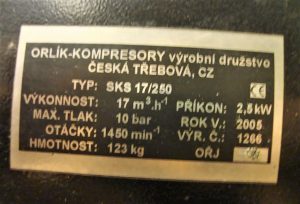 ORLÍK-KOMPRESORY výrobní družstvo
ČESKÁ TŘEBOVÁ, CZ
TYP: SKS 17/250
VÝKONNOST: 17 m³.h⁻¹ PŘÍKON: 2,5 kW
MAX. TLAK: 10 bar ROK V.: 2005
OTÁČKY: 1450 min⁻¹ VÝR. Č.: 1266
HMOTNOST: 123 kg OŘJ